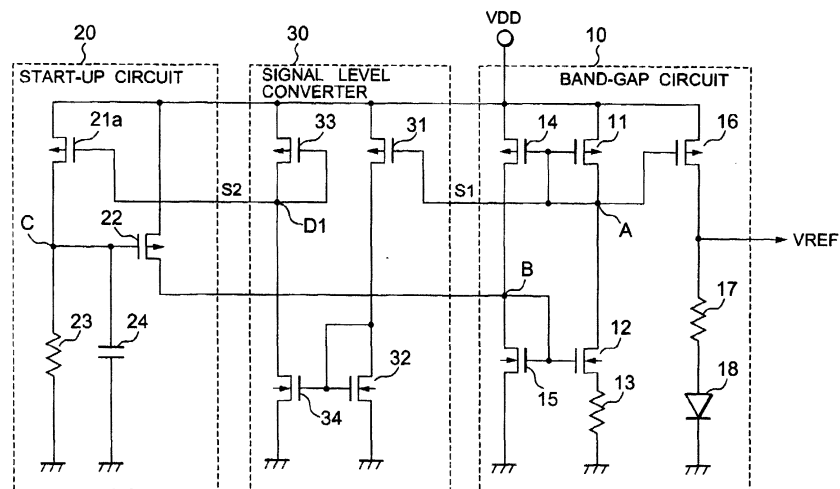 VDD
20
30
10
START-UP CIRCUIT
SIGNAL LEVEL
CONVERTER
BAND-GAP CIRCUIT
21a
33
31
14
11
16
S2
S1
C
22
D1
A
VREF
B
23
24
17
12
32
13
18
34
15